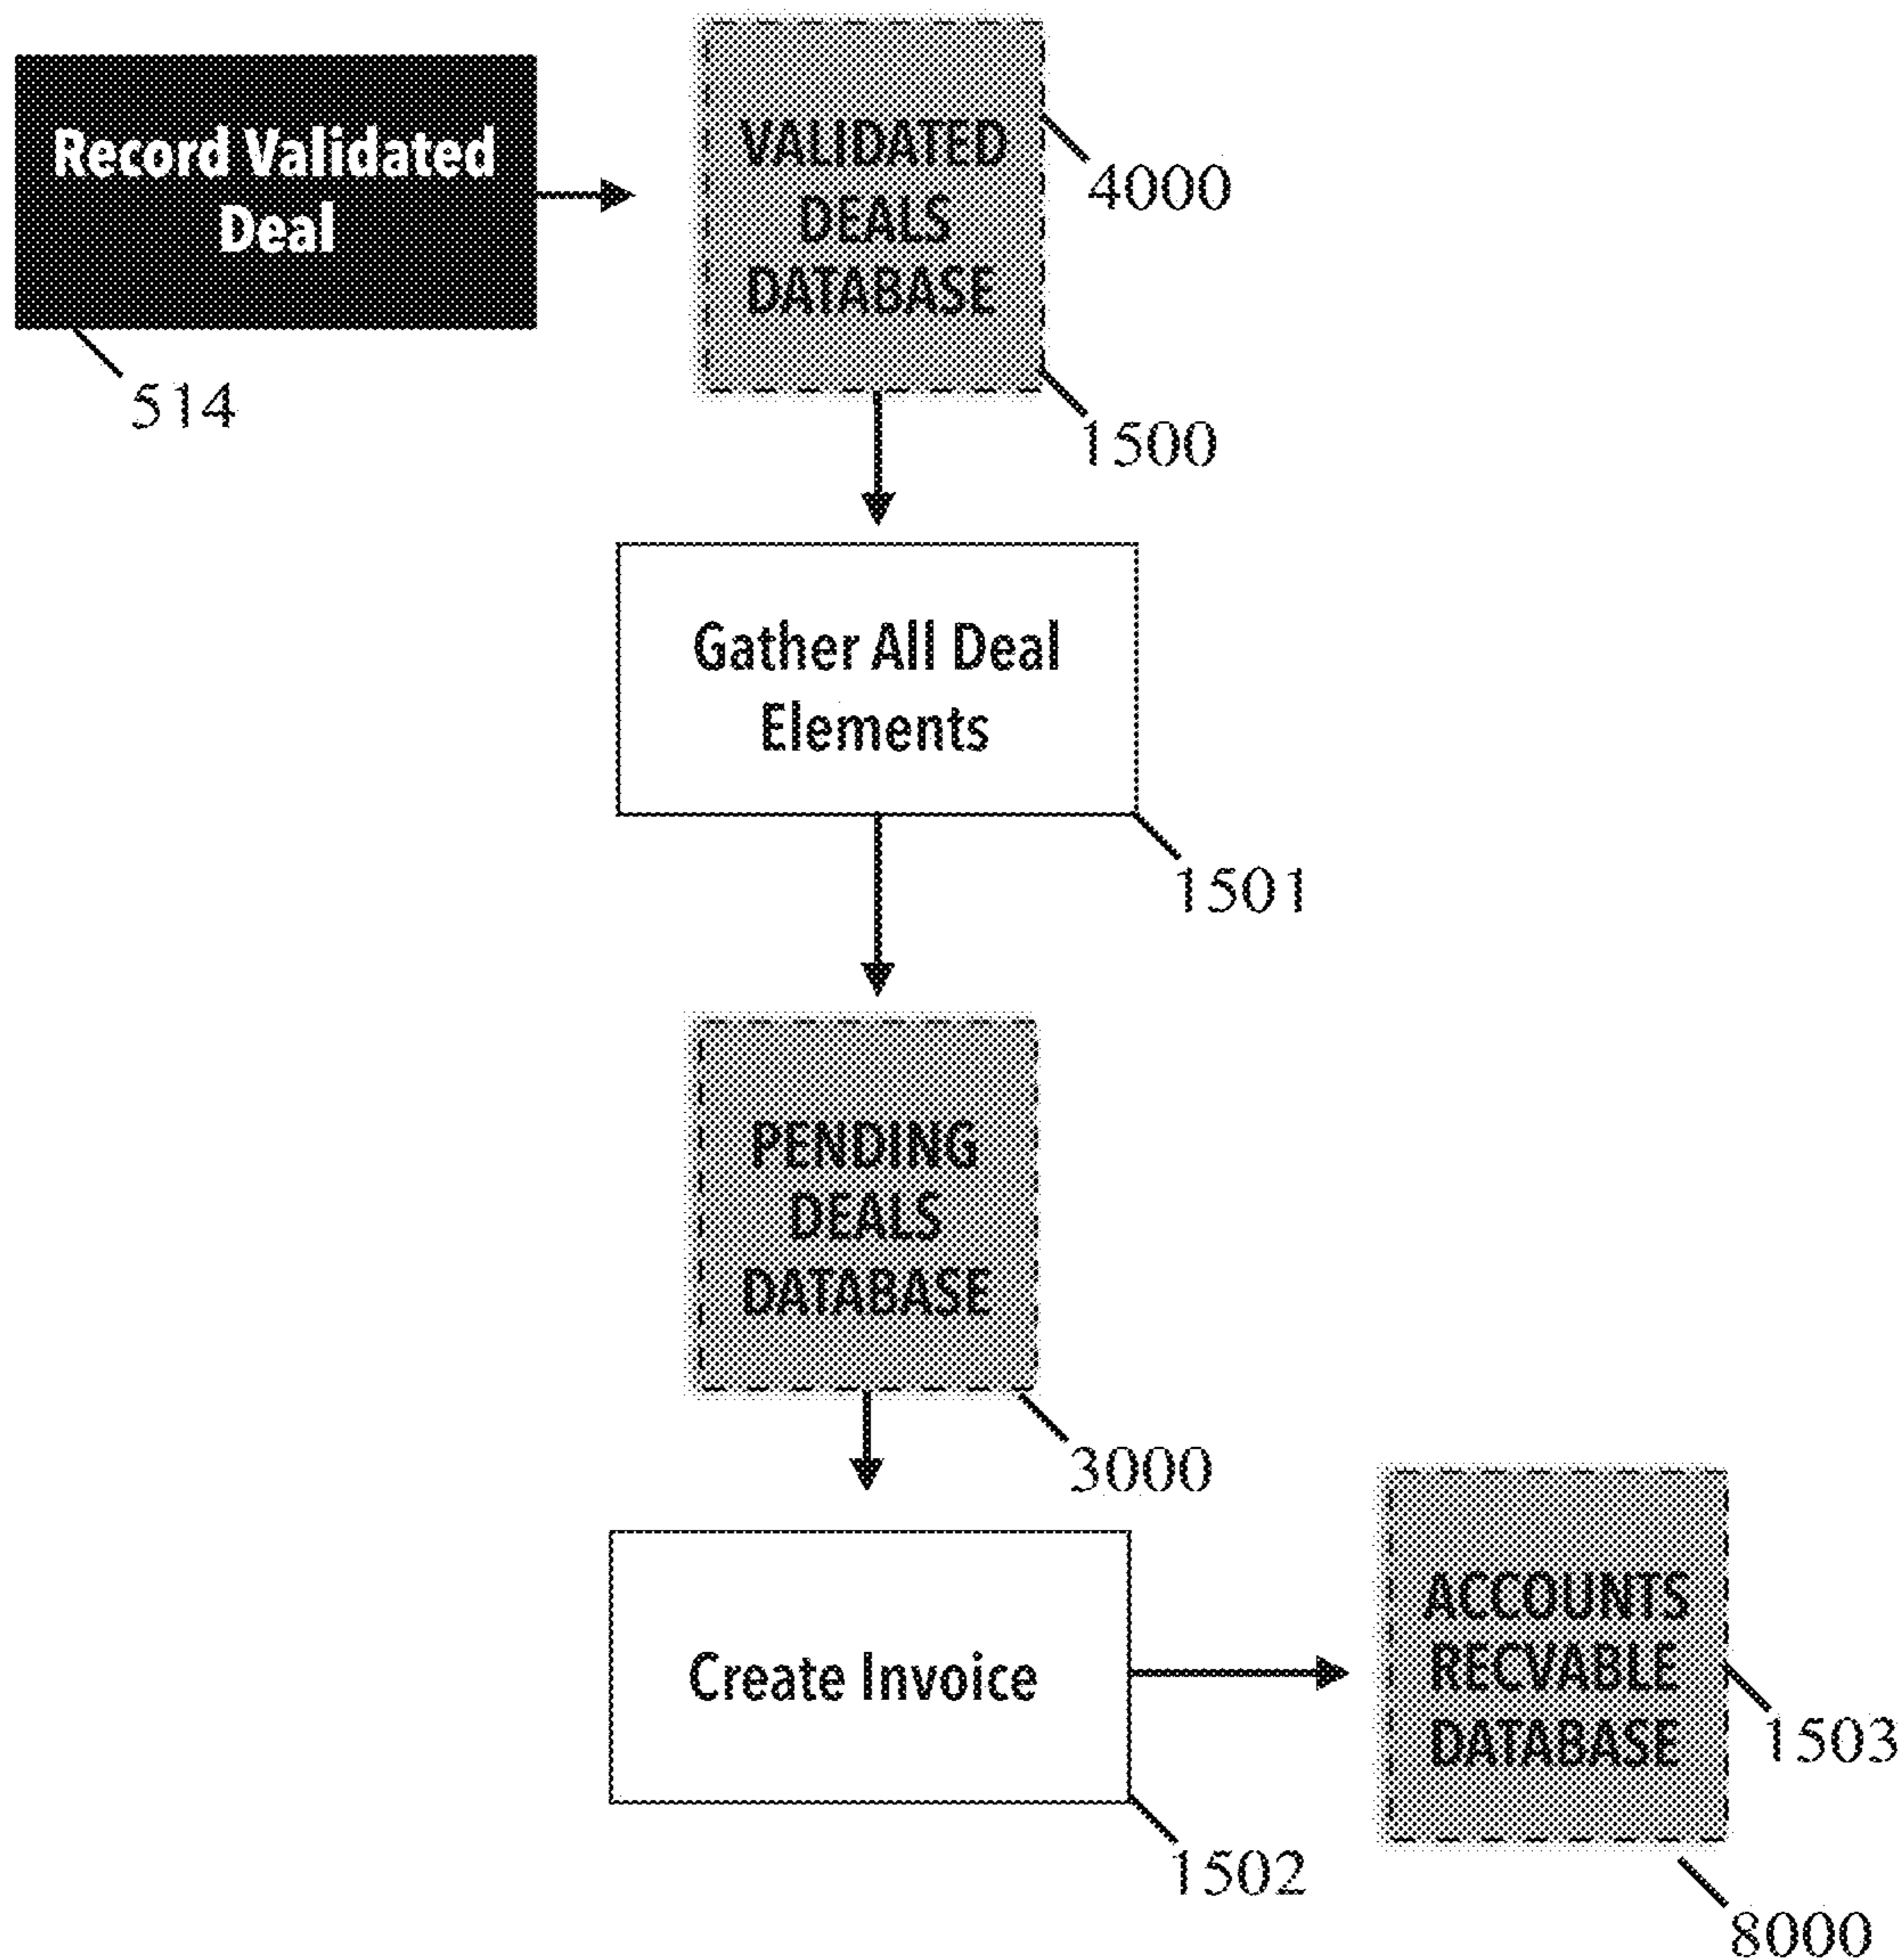 Record Validated
Deal
514
VALIDATED
DEALS
DATABASE
4000
1500
Gather All Deal
Elements
1501
PENDING
DEALS
DATABASE
3000
Create Invoice
1502
ACCOUNTS
RECVABLE
DATABASE
1503
8000